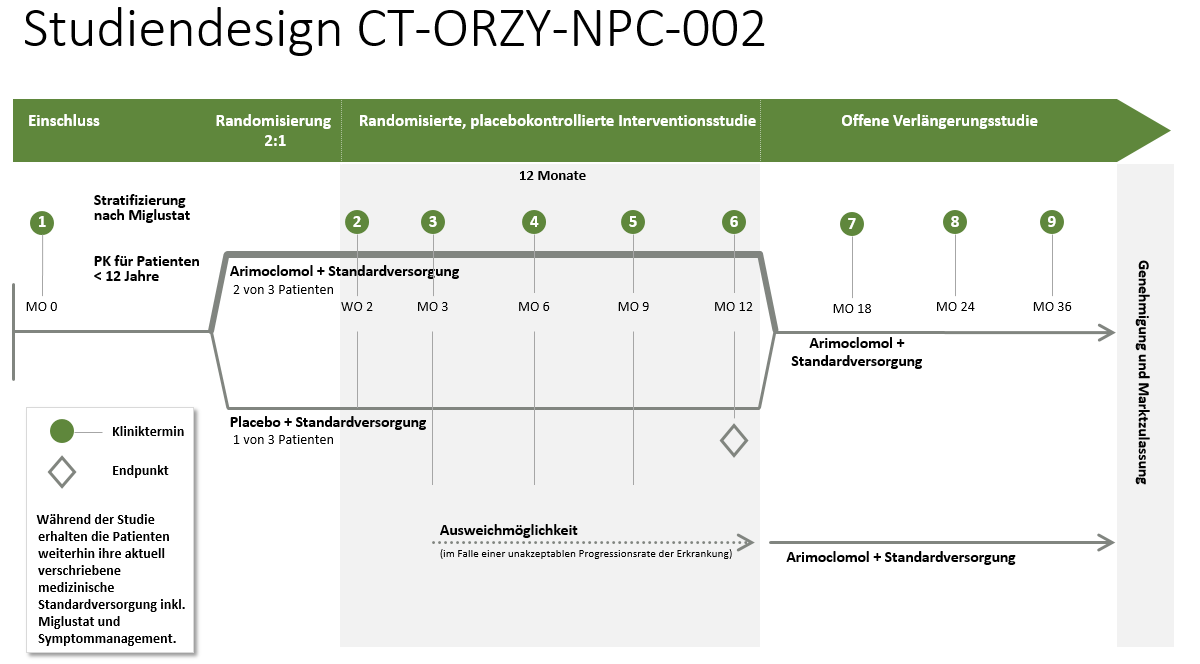 Studiendesign CT-ORZY-NPC-002
Einschluss
Randomisierung
2:1
Randomisierte, placebokontrollierte Interventionsstudie
Offene Verlängerungsstudie
12 Monate
Stratifizierung
nach Miglustat
1
2
3
4
5
6
7
8
9
PK für Patienten
< 12 Jahre
Arimoclomol + Standardversorgung
2 von 3 Patienten
MO 0
WO 2
MO 3
MO 6
MO 9
MO 12
MO 18
MO 24
MO 36
Arimoclomol +
Standardversorgung
Genehmigung und Marktzulassung
Placebo + Standardversorgung
1 von 3 Patienten
Kliniktermin
Endpunkt
Während der Studie
erhalten die Patienten
weiterhin ihre aktuell
verschriebene
medizinische
Standardversorgung inkl.
Miglustat und
Symptommanagement.
Ausweichmöglichkeit
(im Falle einer unakzeptablen Progressionsrate der Erkrankung)
Arimoclomol + Standardversorgung